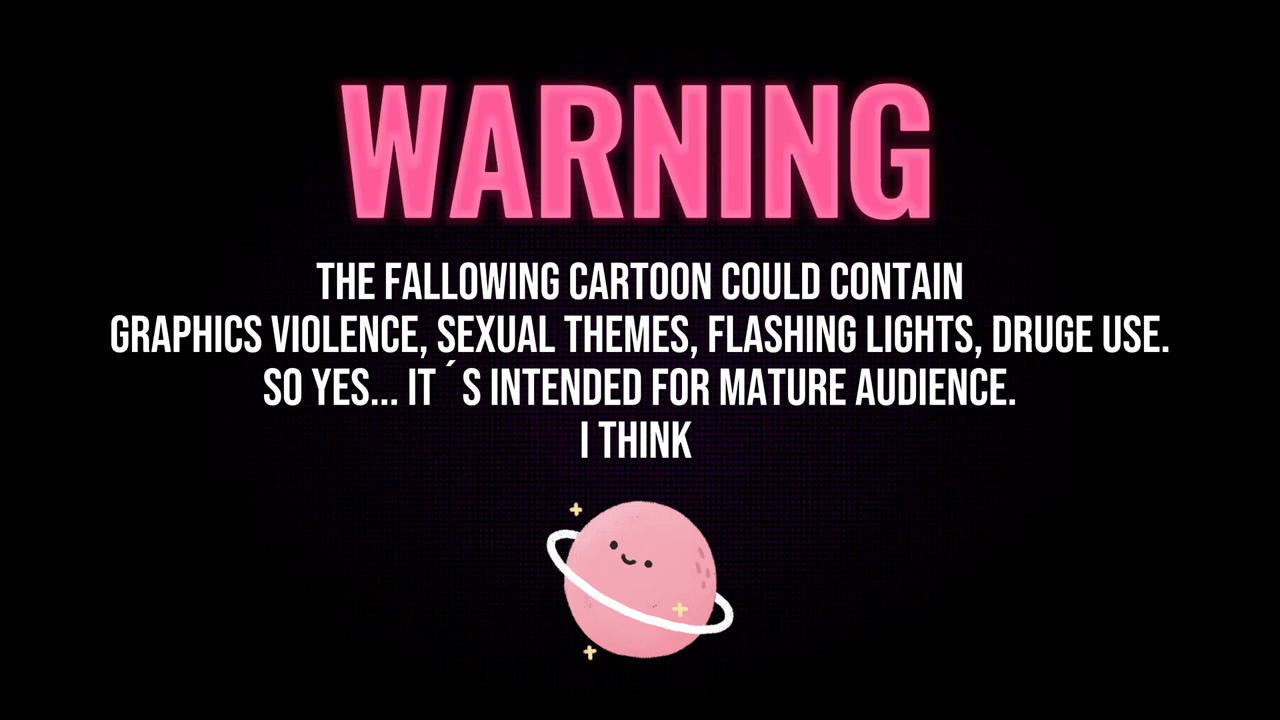 WARNING
THE FALLOWING CARTOON COULD CONTAIN
GRAPHICS VIOLENCE, SEXUAL THEMES, FLASHING LIGHTS, DRUGE USE.
SO YES... IT ´S INTENDED FOR MATURE AUDIENCE.
I THINK